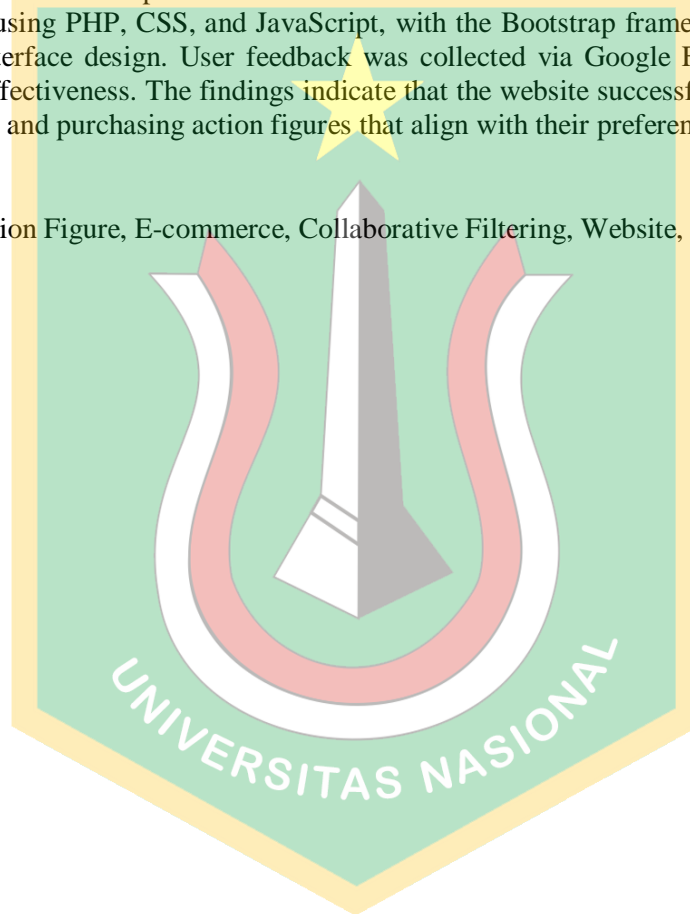 using PHP, CSS, and JavaScript, with the Bootstrap frame
erface design. User feedback was collected via Google F
ffectiveness. The findings indicate that the website successf
and purchasing action figures that align with their preferen
ion Figure, E-commerce, Collaborative Filtering, Website,
UNIVERSITAS NASIONAL